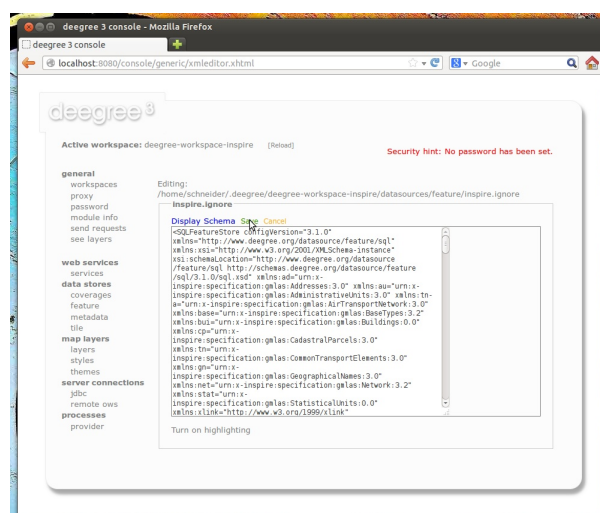 deegree 3 console - Mozilla Firefox
deegree 3 console
localhost:8080/console/generic/xmleditor.xhtml
Google
deegree 3
Active workspace: deegree-workspace-inspire [Reload]
Security hint: No password has been set.
general
workspaces
proxy
password
module info
send requests
see layers
web services
services
data stores
coverages
feature
metadata
tile
map layers
layers
styles
themes
server connections
jdbc
remote ows
processes
provider
Editing:
/home/schneider/.deegree/deegree-workspace-inspire/datasources/feature/inspire.ignore
Inspire.ignore
Display Schema Save Cancel
<SQLFeatureStore configVersion="3.1.0"
xmlns="http://www.deegree.org/datasource/feature/sql"
xmlns:xsi="http://www.w3.org/2001/XMLSchema-instance"
xsi:schemaLocation="http://www.deegree.org/datasource
/feature/sql http://schemas.deegree.org/datasource/feature
/sql/3.1.0/sql.xsd" xmlns:ad="urn:x-
inspire:specification:gmlas:Addresses:3.0" xmlns:au="urn:x-
inspire:specification:gmlas:AdministrativeUnits:3.0" xmlns:tn-
a="urn:x-inspire:specification:gmlas:AirTransportNetwork:3.0"
xmlns:base="urn:x-inspire:specification:gmlas:BaseTypes:3.2"
xmlns:bui="urn:x-inspire:specification:gmlas:Buildings:0.0"
xmlns:cp="urn:x-
inspire:specification:gmlas:CadastralParcels:3.0"
xmlns:tn="urn:x-
inspire:specification:gmlas:CommonTransportElements:3.0"
xmlns:gn="urn:x-
inspire:specification:gmlas:GeographicalNames:3.0"
xmlns:net="urn:x-inspire:specification:gmlas:Network:3.2"
xmlns:stat="urn:x-
inspire:specification:gmlas:StatisticalUnits:0.0"
xmlns:xlink="http://www.w3.org/1999/xlink"
Turn on highlighting